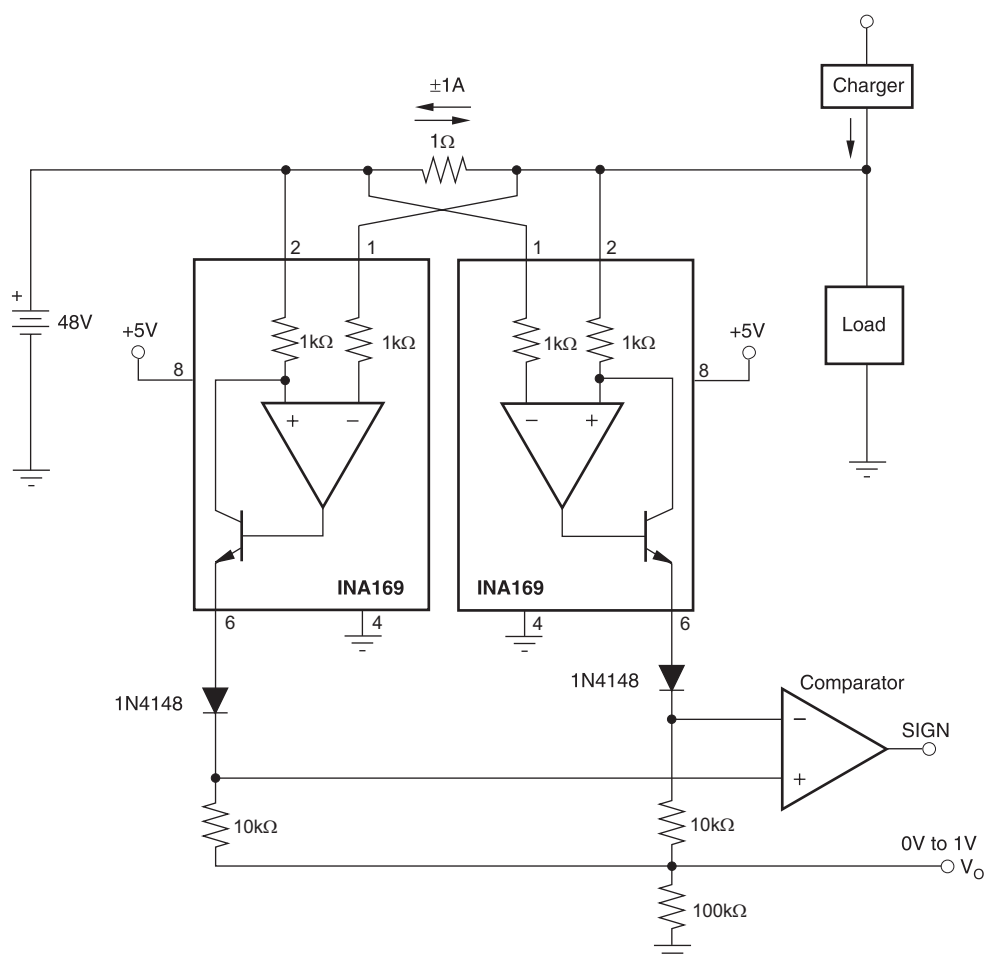 ±1A
Charger
1Ω
2
1
1
2
+
48V
+5V
8
1kΩ
1kΩ
1kΩ
1kΩ
+5V
8
Load
+
−
−
+
INA169
INA169
6
4
4
6
1N4148
1N4148
Comparator
−
SIGN
+
10kΩ
10kΩ
0V to 1V
VO
100kΩ